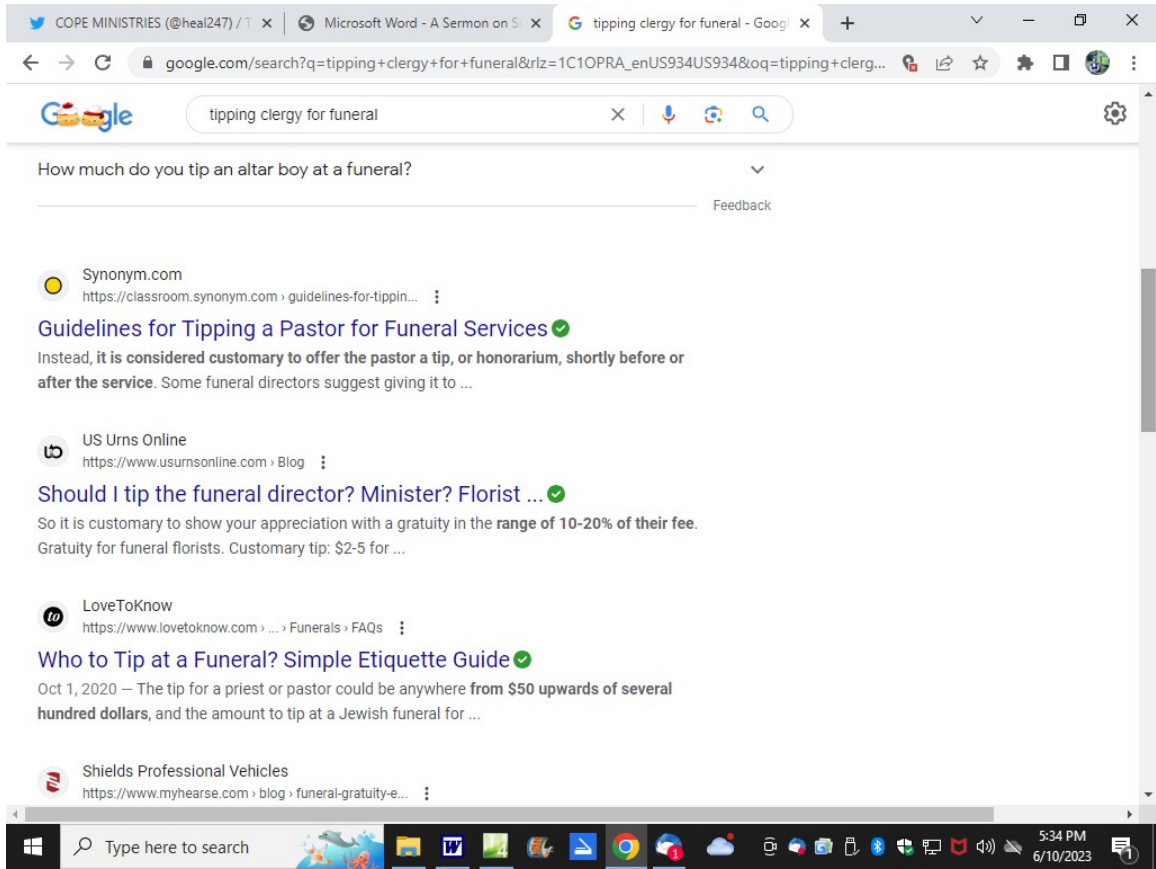 COPE MINISTRIES (@heal247) / T
Microsoft Word - A Sermon on S
tipping clergy for funeral - Googl
google.com/search?q=tipping+clergy+for+funeral&rlz=1C1OPRA_enUS934US934&oq=tipping+clerg...
Google
tipping clergy for funeral
How much do you tip an altar boy at a funeral?
Feedback
Synonym.com
https://classroom.synonym.com › guidelines-for-tippin...
Guidelines for Tipping a Pastor for Funeral Services
Instead, it is considered customary to offer the pastor a tip, or honorarium, shortly before or
after the service. Some funeral directors suggest giving it to ...
US Urns Online
https://www.usurnsonline.com › Blog
Should I tip the funeral director? Minister? Florist ...
So it is customary to show your appreciation with a gratuity in the range of 10-20% of their fee.
Gratuity for funeral florists. Customary tip: $2-5 for ...
to
LoveToKnow
https://www.lovetoknow.com › ... › Funerals › FAQs
Who to Tip at a Funeral? Simple Etiquette Guide
Oct 1, 2020 — The tip for a priest or pastor could be anywhere from $50 upwards of several
hundred dollars, and the amount to tip at a Jewish funeral for ...
Shields Professional Vehicles
https://www.myhearse.com › blog › funeral-gratuity-e...
Type here to search
5:34 PM
6/10/2023